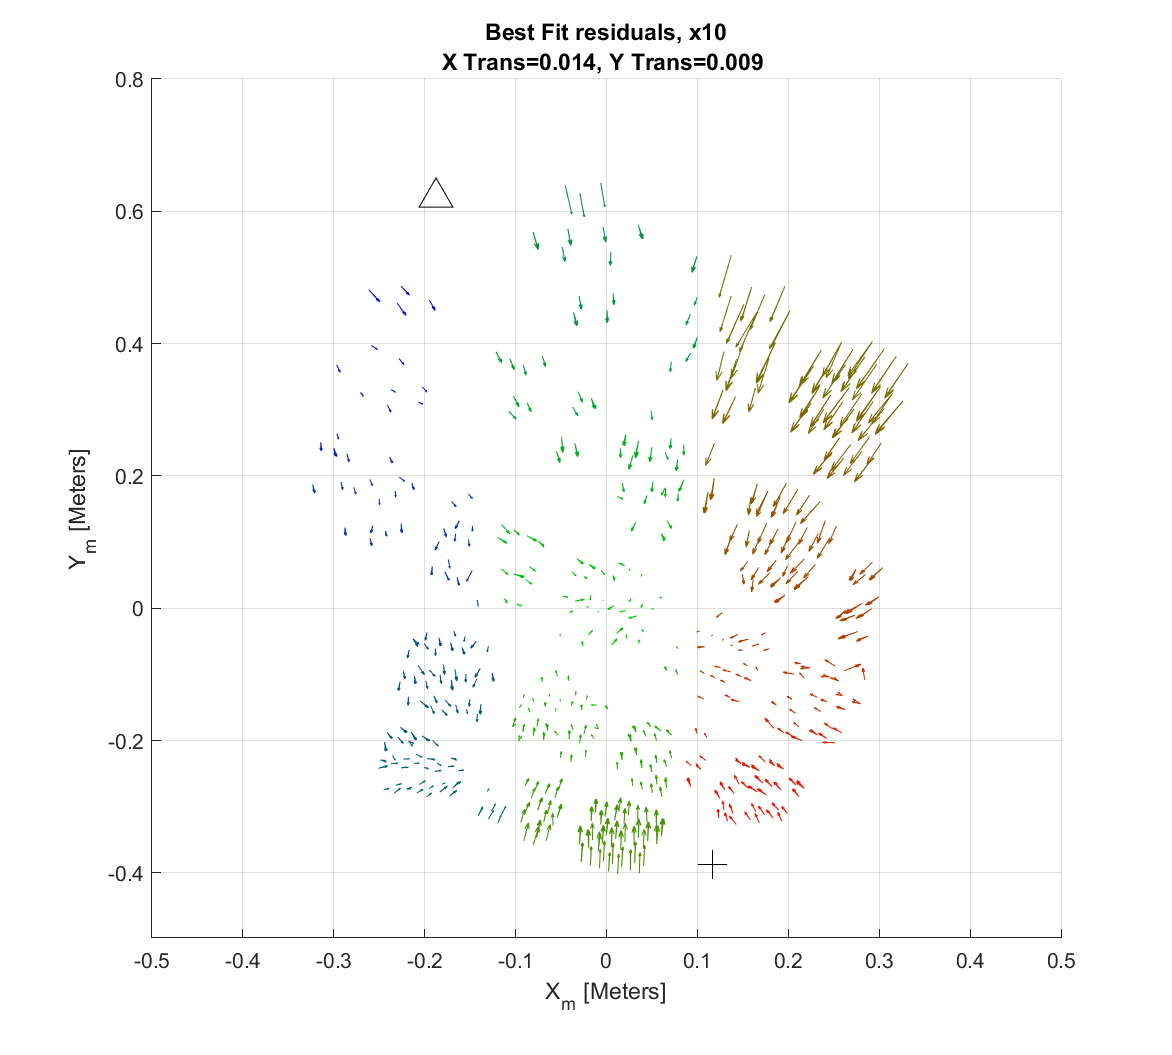 Best Fit residuals, x10
X Trans=0.014, Y Trans=0.009
0.8
0.6
0.4
0.2
0
-0.2
-0.4
Y_m [Meters]
-0.5 -0.4 -0.3 -0.2 -0.1 0 0.1 0.2 0.3 0.4 0.5
X_m [Meters]